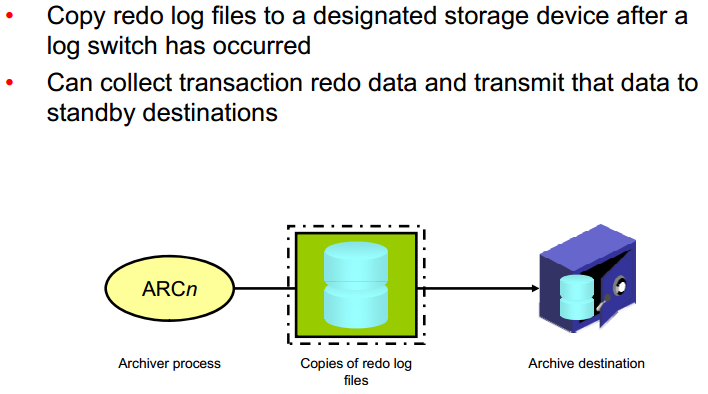 • Copy redo log files to a designated storage device after a
log switch has occurred
• Can collect transaction redo data and transmit that data to
standby destinations
ARCn
Archiver process
Copies of redo log
files
Archive destination